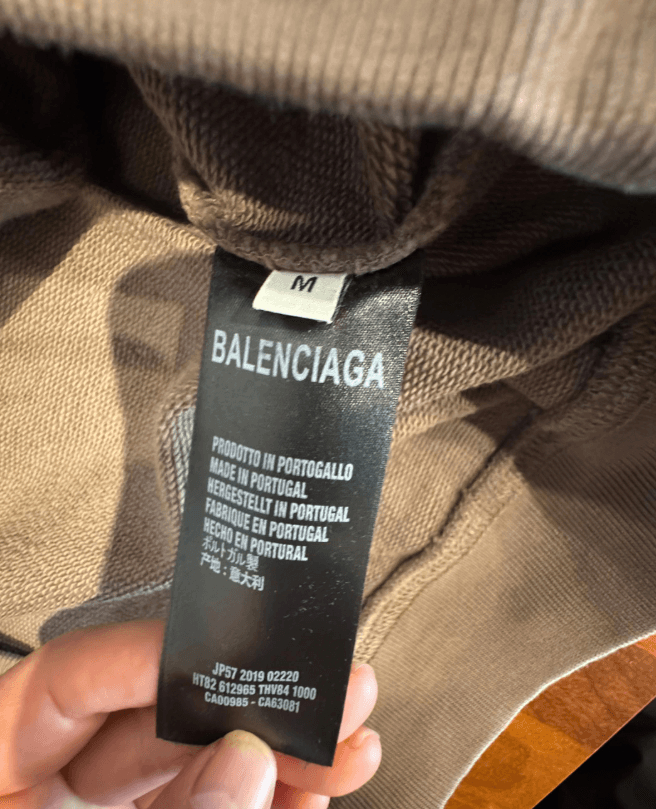 M
BALENCIAGA
PRODOTTO IN PORTOGALLO
MADE IN PORTUGAL
HERGESTELLT IN PORTUGAL
FABRIQUE EN PORTUGAL
HECHO EN PORTURAL
ポルトガル製
产地：意大利
JP57 2019 02220
HT82 612965 THV84 1000
CA00985 - CA63081